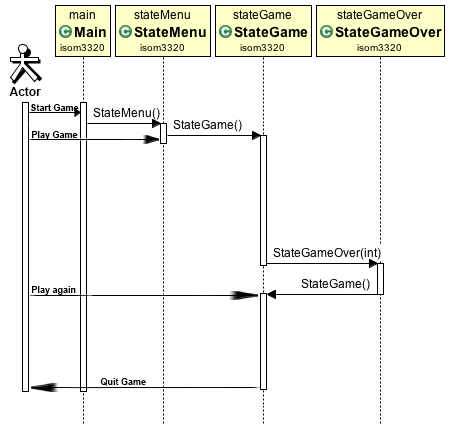 main
C Main
isom3320
stateMenu
C StateMenu
isom3320
stateGame
C StateGame
isom3320
stateGameOver
C StateGameOver
isom3320
Actor
Start Game
StateMenu()
StateGame()
Play Game
StateGameOver(int)
StateGame()
Play again
Quit Game